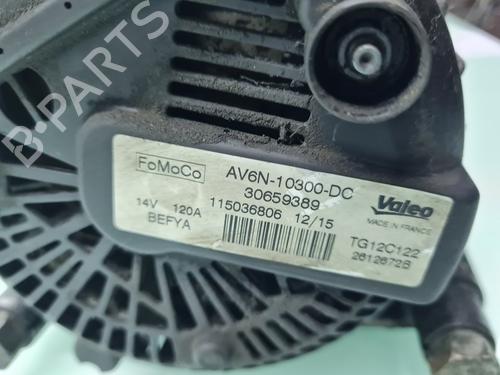 FoMoCo
AV6N-10300-DC
30659389
14V 120A
115036806 12/15
BEFYA
Valeo
MADE IN FRANCE
TG12C122
2612672B
B-PARTS